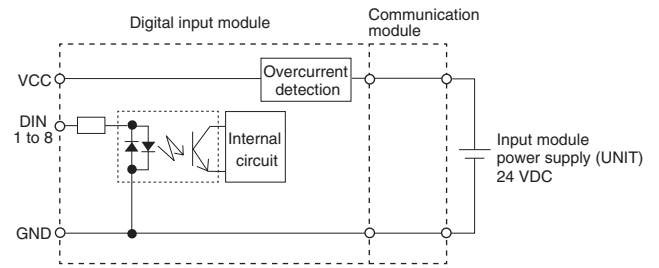 Digital input module
Communication
module
VCC
Overcurrent
detection
DIN
1 to 8
Internal
circuit
Input module
power supply (UNIT)
24 VDC
GND